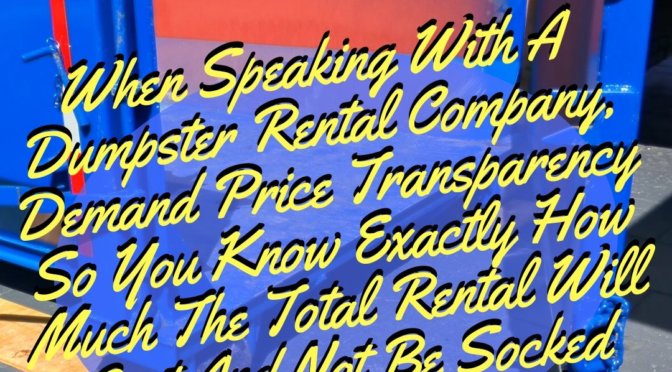 When Speaking With A
Dumpster Rental Company,
Demand Price Transparency
So You Know Exactly How
Much The Total Rental Will
And Not Be Socked